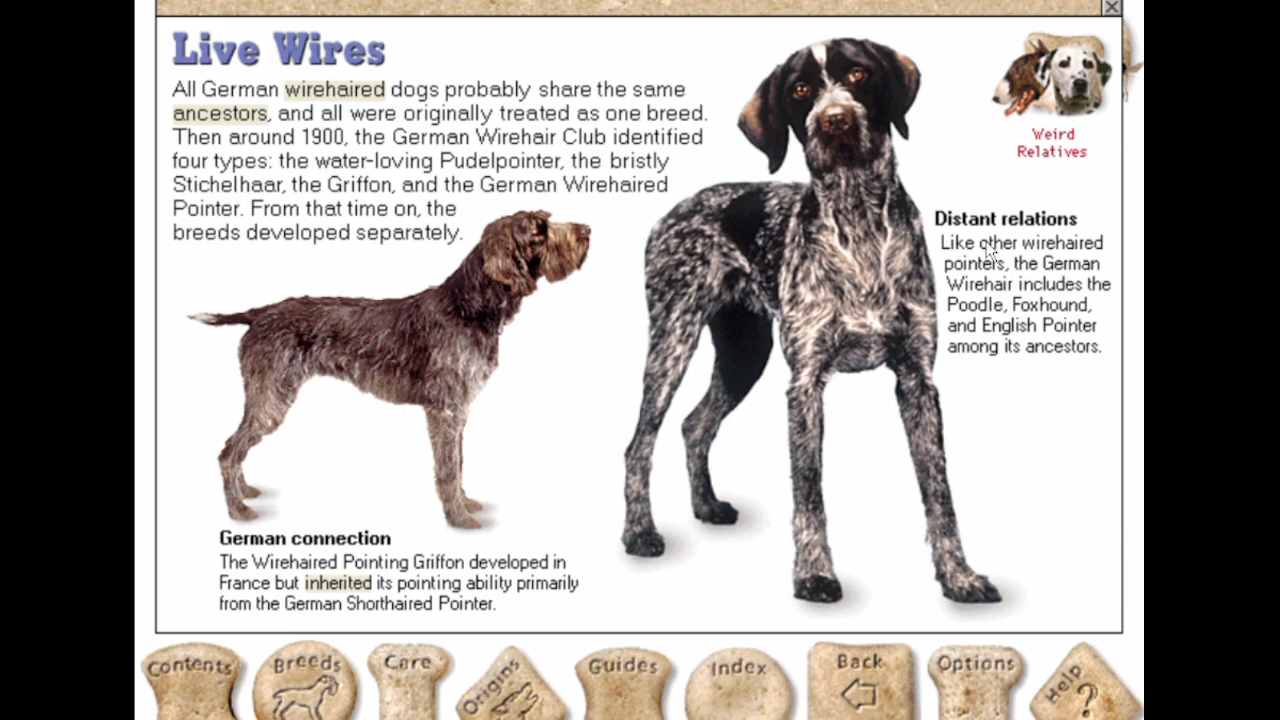 Live Wires
All German wirehaired dogs probably share the same
ancestors, and all were originally treated as one breed.
Then around 1900, the German Wirehair Club identified
four types: the water-loving Pudelpointer, the bristly
Stichelhaar, the Griffon, and the German Wirehaired
Pointer. From that time on, the
breeds developed separately.
Weird
Relatives
Distant relations
Like other wirehaired
pointers, the German
Wirehair includes the
Poodle, Foxhound,
and English Pointer
among its ancestors.
German connection
The Wirehaired Pointing Griffon developed in
France but inherited its pointing ability primarily
from the German Shorthaired Pointer.
Contents
Breeds
Care
Origins
Guides
Index
Back
Options
Help
?